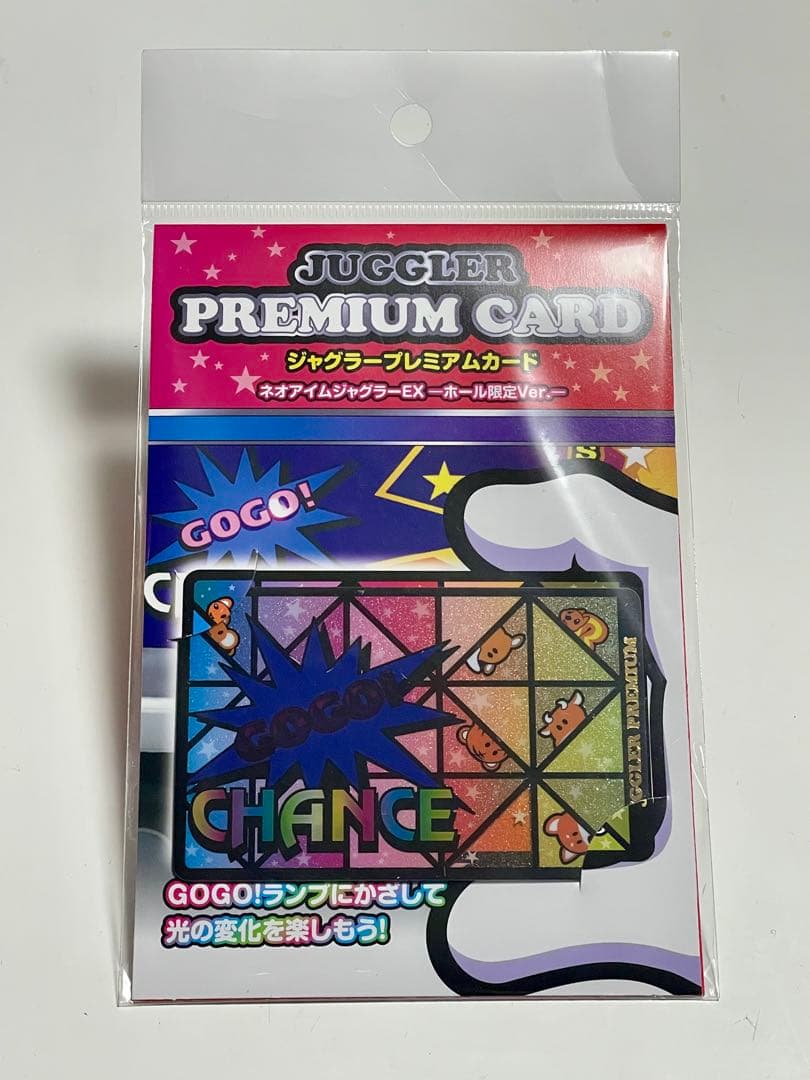 JUGGLER
PREMIUM CARD
ジャグラープレミアムカード
ネオアイムジャグラーEX ーホール限定Ver.ー
S
GOGO!
C
GOGO!
CHANCE
JUGGLER PREMIUM
GOGO!ランプにかざして
光の変化を楽しもう!